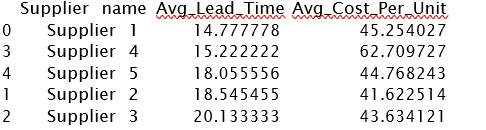 Supplier name Avg_Lead_Time Avg_Cost_Per_Unit
0 Supplier 1 14.777778 45.254027
3 Supplier 4 15.222222 62.709727
4 Supplier 5 18.055556 44.768243
1 Supplier 2 18.545455 41.622514
2 Supplier 3 20.133333 43.634121